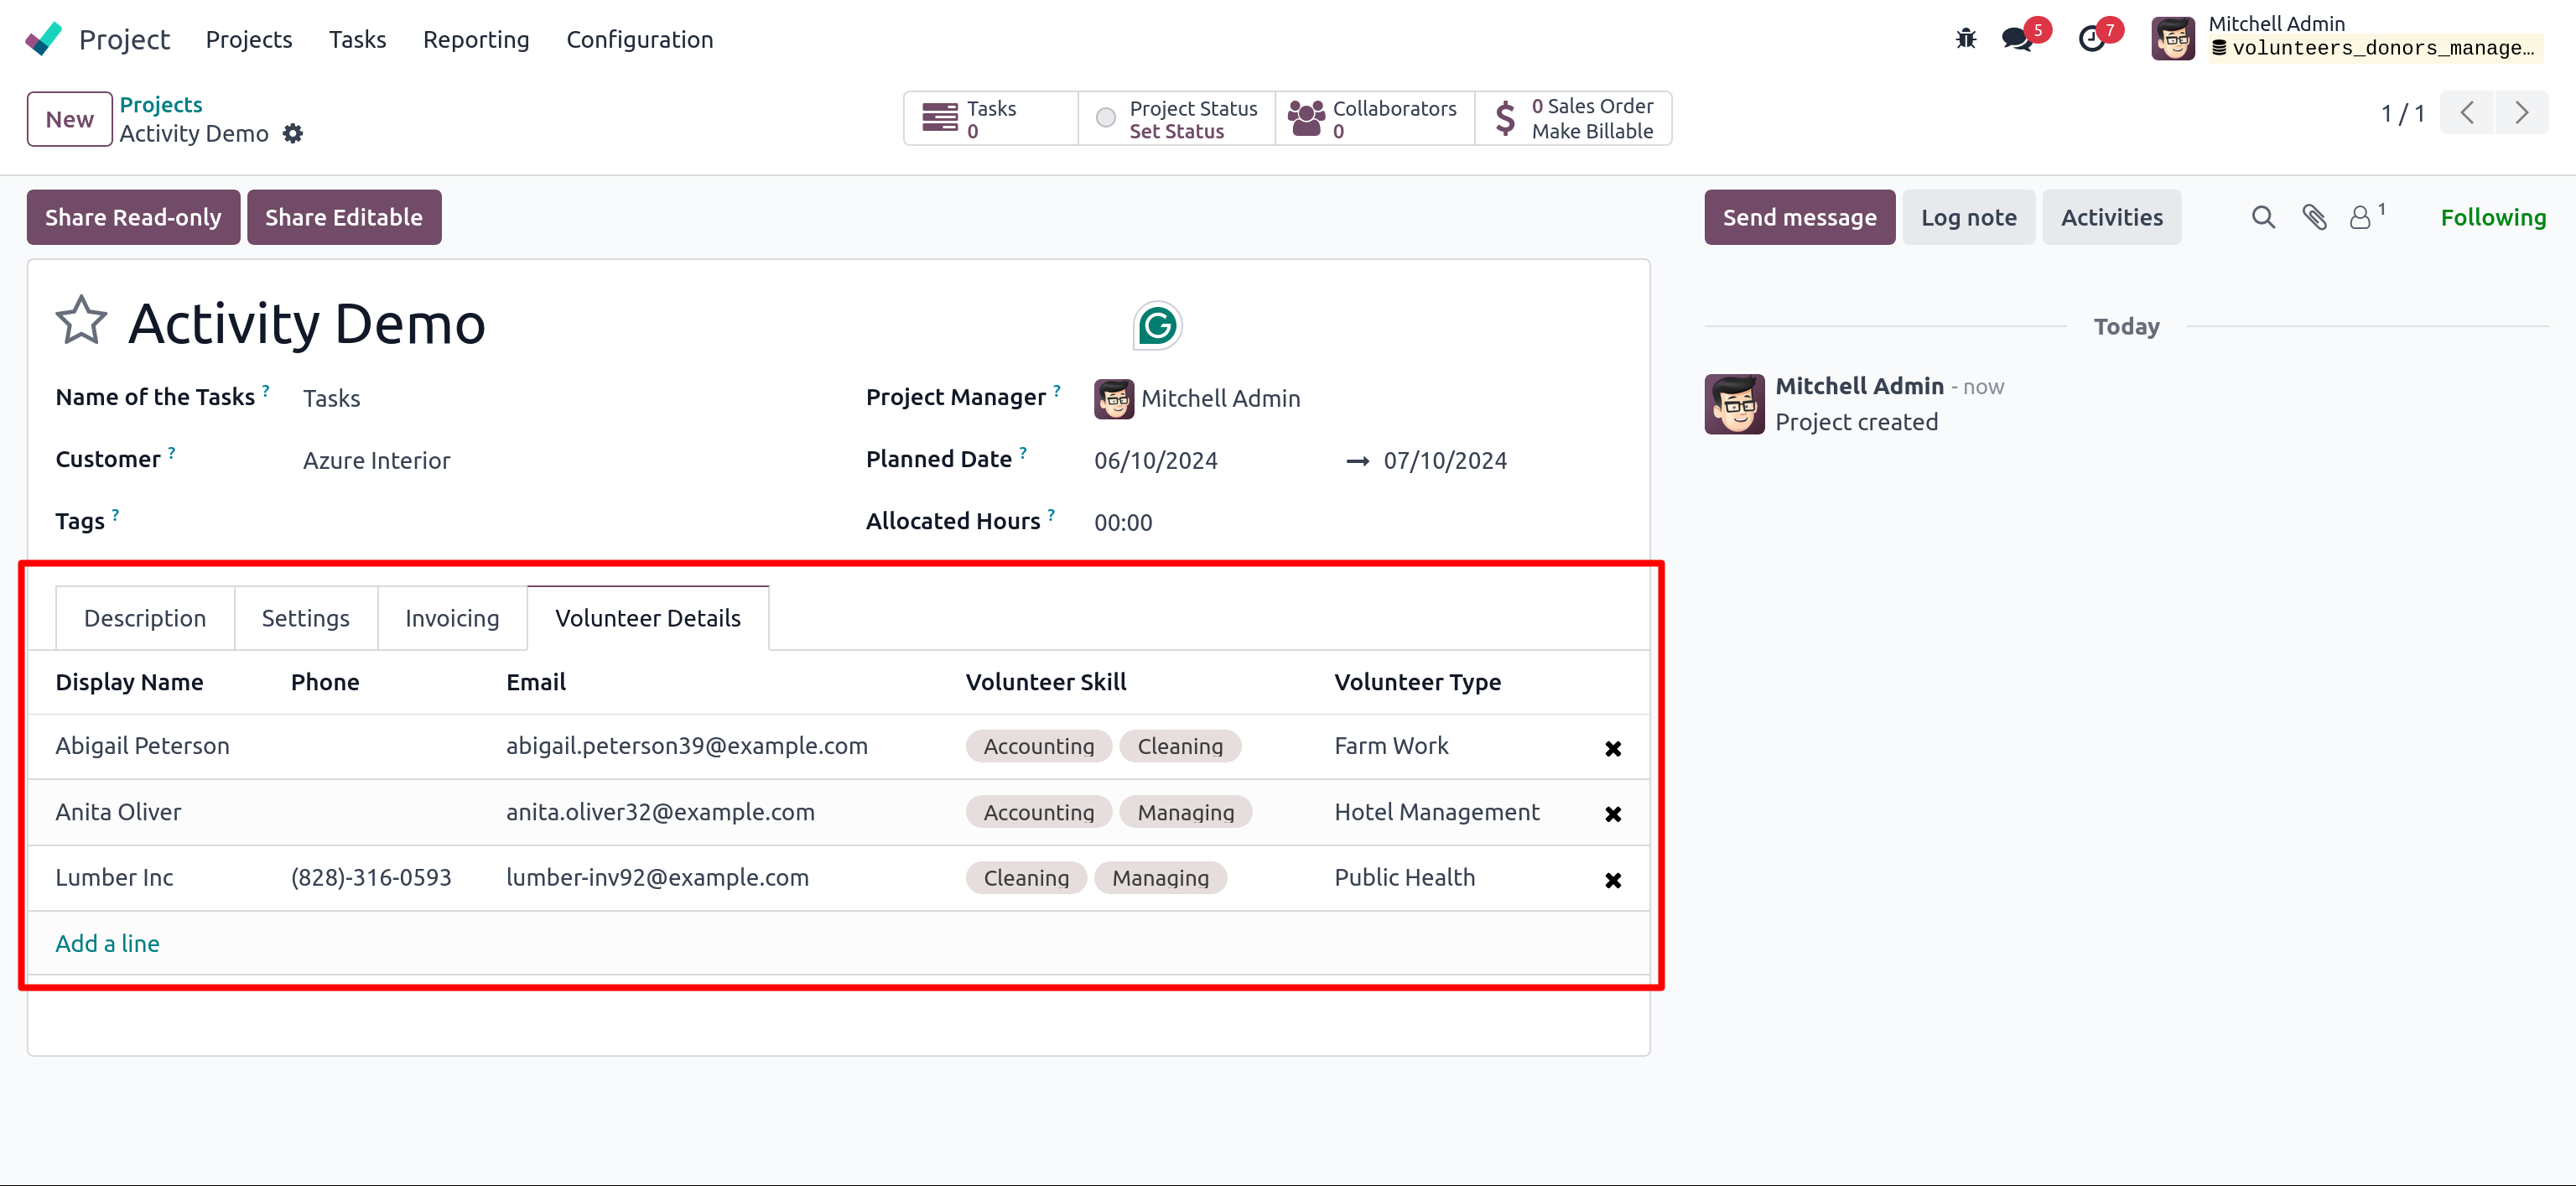 Project Projects Tasks Reporting Configuration 5 7 Mitchell Admin
volunteers_donors_manage...
New Projects
Activity Demo
Tasks
0
Project Status
Set Status
Collaborators
0
0 Sales Order
Make Billable
1 / 1
Share Read-only Share Editable
Send message Log note Activities 1 Following
Activity Demo
G
Name of the Tasks ? Tasks
Project Manager ? Mitchell Admin
Customer ? Azure Interior
Planned Date ? 06/10/2024 → 07/10/2024
Tags ?
Allocated Hours ? 00:00
Today
Mitchell Admin - now
Project created
Description Settings Invoicing Volunteer Details
Display Name Phone Email Volunteer Skill Volunteer Type
Abigail Peterson abigail.peterson39@example.com Accounting Cleaning Farm Work
Anita Oliver anita.oliver32@example.com Accounting Managing Hotel Management
Lumber Inc (828)-316-0593 lumber-inv92@example.com Cleaning Managing Public Health
Add a line